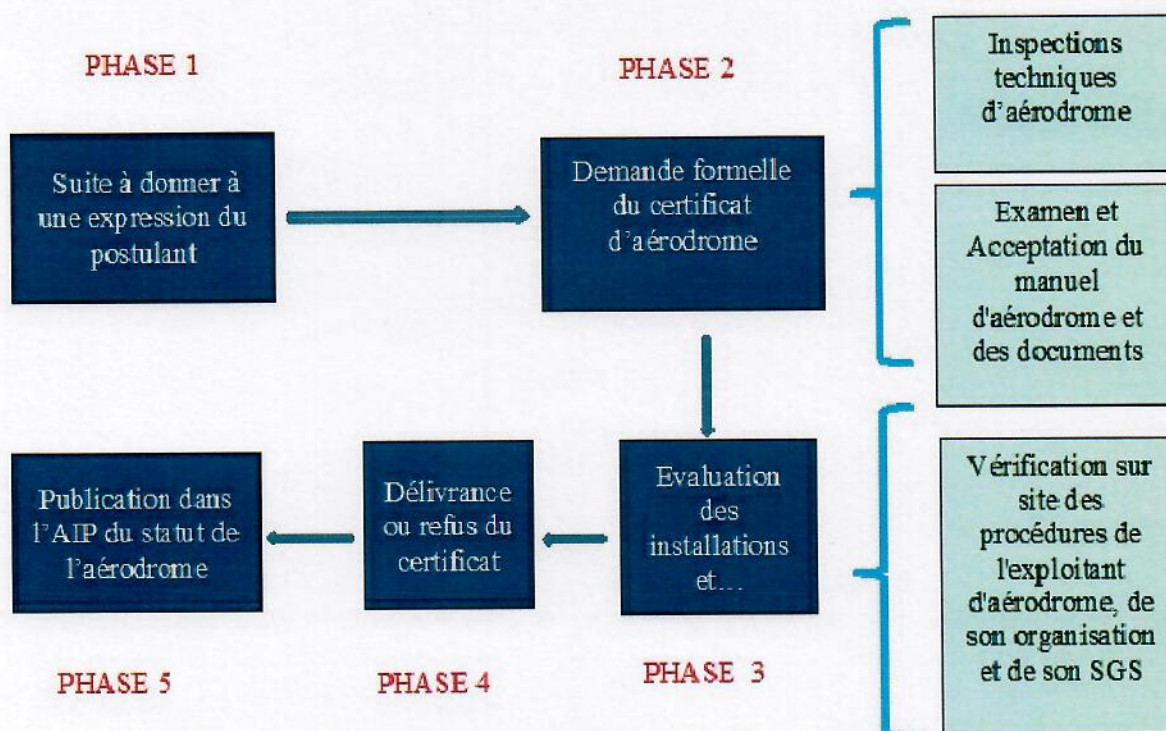 PHASE 1
PHASE 2
Suite à donner à
une expression du
postulant
Demande formelle
du certificat
d'aérodrome
Inspections
techniques
d'aérodrome
Examen et
Acceptation du
manuel
d'aérodrome et
des documents
Publication dans
l'AIP du statut de
l'aérodrome
Délivrance
ou refus du
certificat
Evaluation
des
installations
et...
Vérification sur
site des
procédures de
l'exploitant
d'aérodrome, de
son organisation
et de son SGS
PHASE 5
PHASE 4
PHASE 3